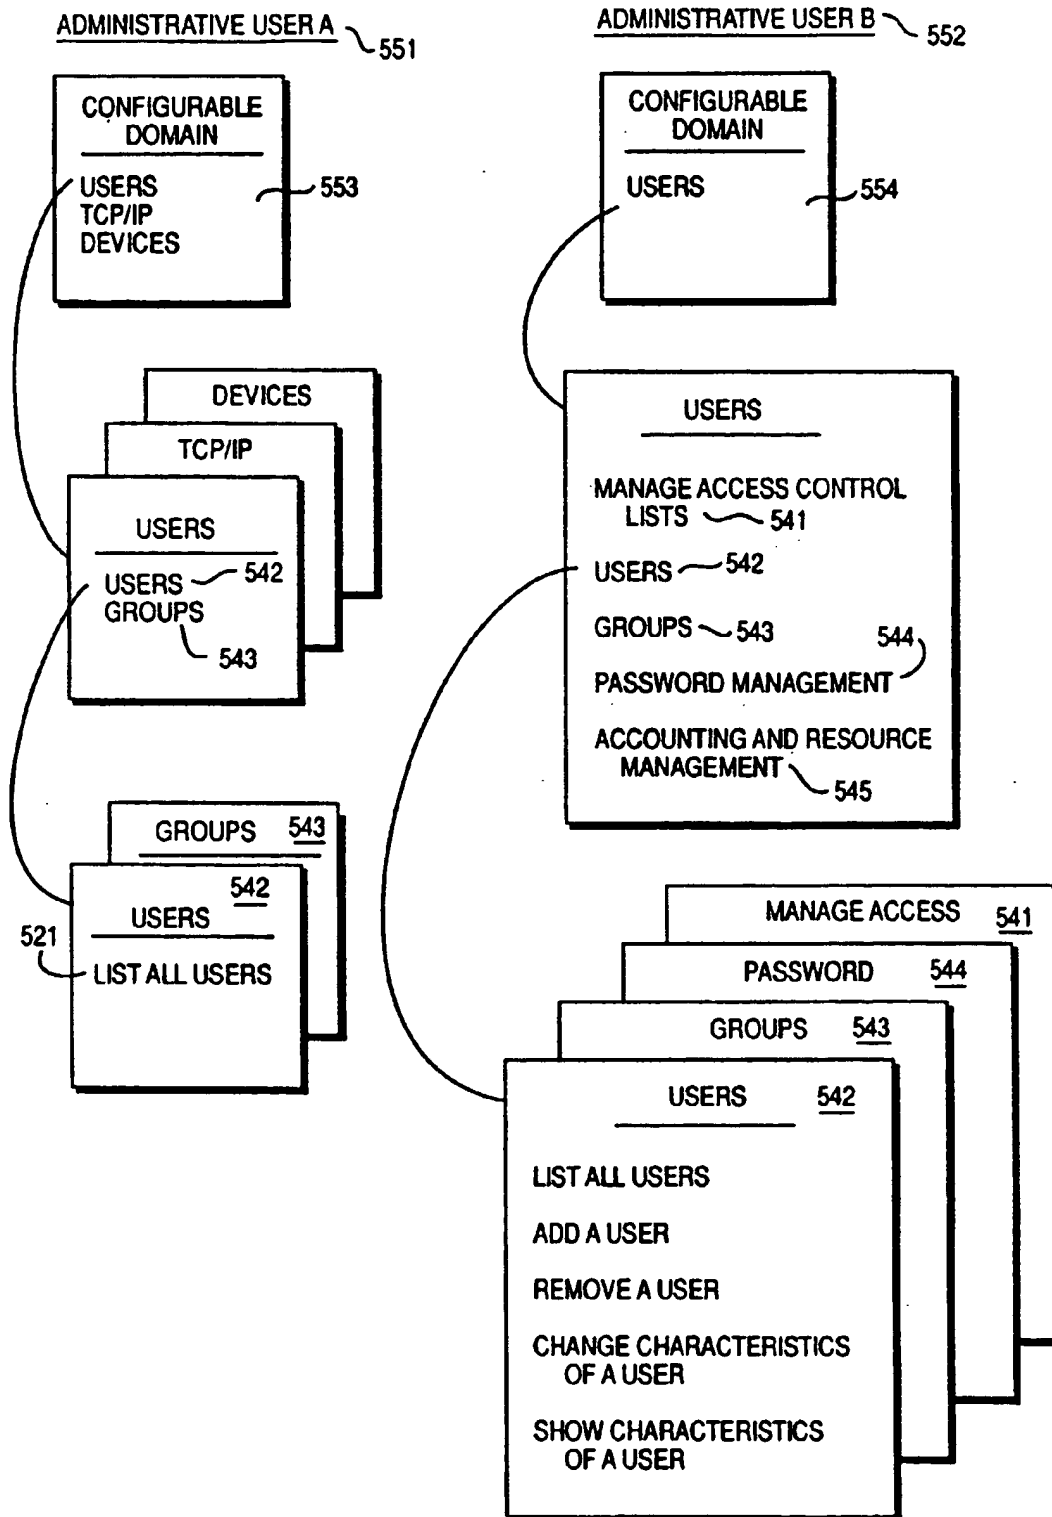 ADMINISTRATIVE USER A 551
CONFIGURABLE
DOMAIN
USERS
TCP/IP
DEVICES
553
DEVICES
TCP/IP
USERS
USERS 542
GROUPS
543
GROUPS 543
542
USERS
521
LIST ALL USERS
ADMINISTRATIVE USER B 552
CONFIGURABLE
DOMAIN
USERS
554
USERS
MANAGE ACCESS CONTROL
LISTS 541
USERS 542
GROUPS 543
544
PASSWORD MANAGEMENT
ACCOUNTING AND RESOURCE
MANAGEMENT 545
MANAGE ACCESS 541
PASSWORD 544
GROUPS 543
USERS 542
LIST ALL USERS
ADD A USER
REMOVE A USER
CHANGE CHARACTERISTICS
OF A USER
SHOW CHARACTERISTICS
OF A USER